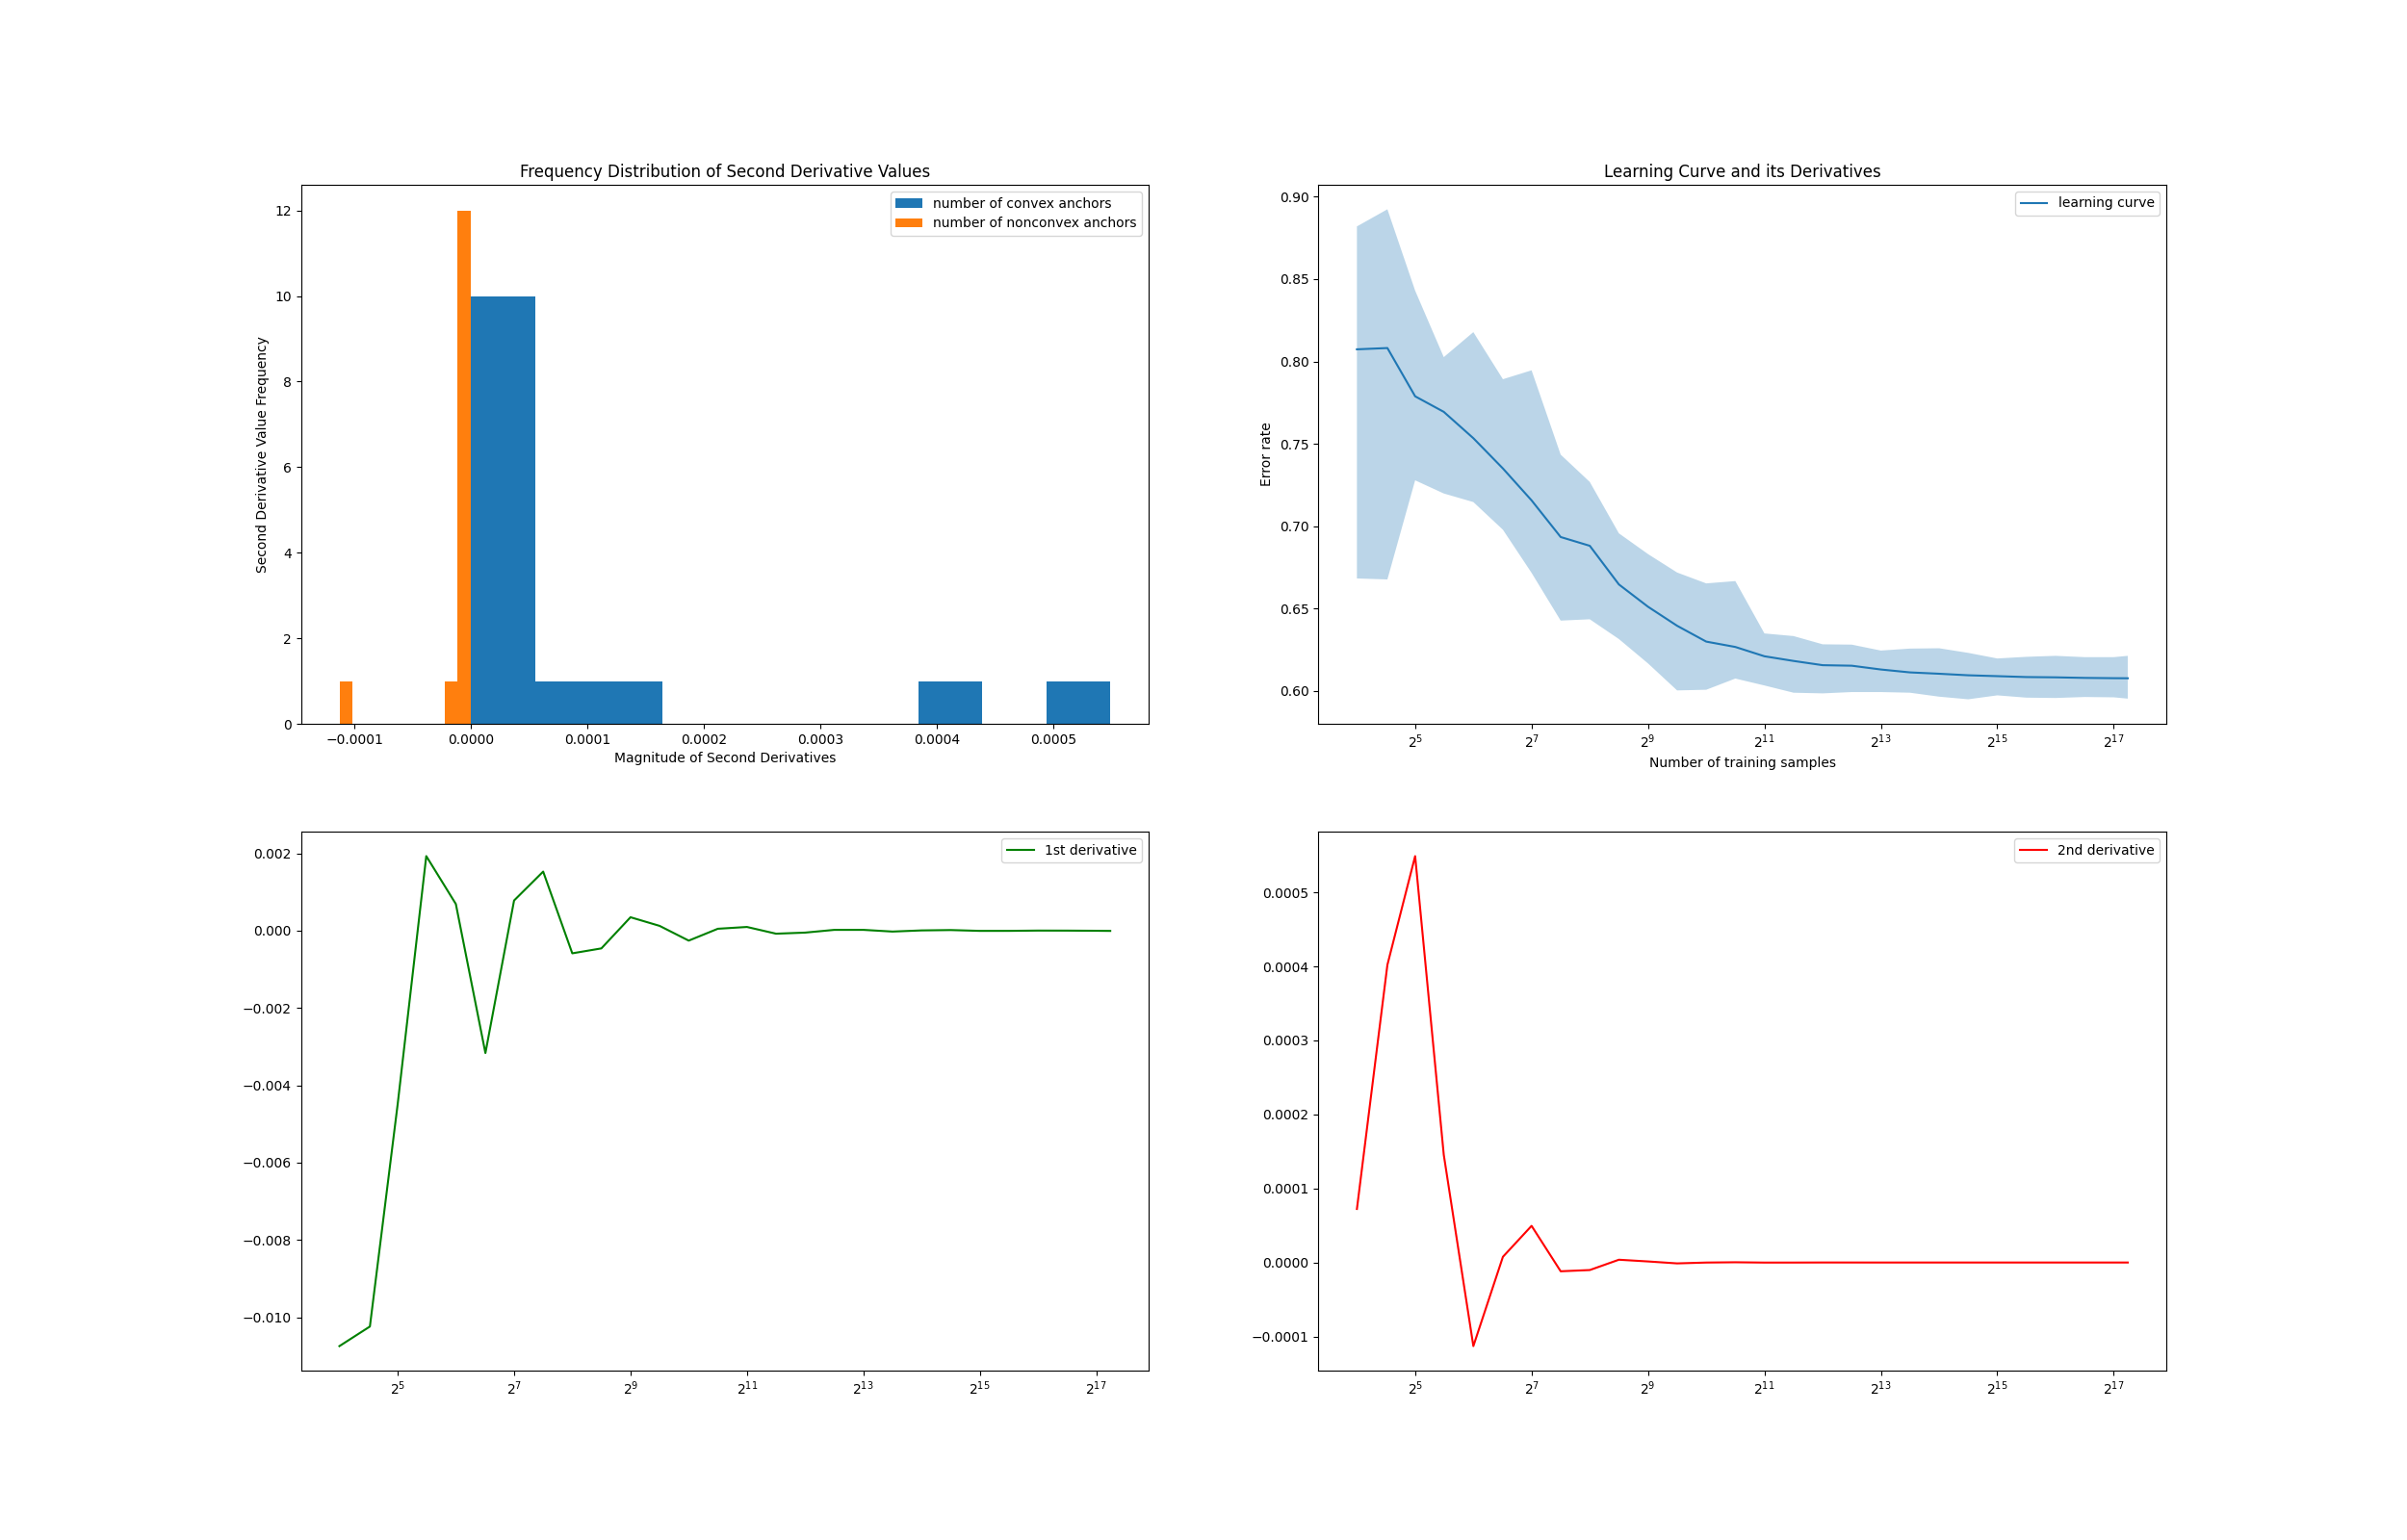 Frequency Distribution of Second Derivative Values
number of convex anchors
number of nonconvex anchors
12
10
8
6
4
2
0
Second Derivative Value Frequency
−0.0001 0.0000 0.0001 0.0002 0.0003 0.0004 0.0005
Magnitude of Second Derivatives
Learning Curve and its Derivatives
learning curve
0.90
0.85
0.80
0.75
0.70
0.65
0.60
Error rate
2^5 2^7 2^9 2^11 2^13 2^15 2^17
Number of training samples
1st derivative
0.002
0.000
−0.002
−0.004
−0.006
−0.008
−0.010
2^5 2^7 2^9 2^11 2^13 2^15 2^17
2nd derivative
0.0005
0.0004
0.0003
0.0002
0.0001
0.0000
−0.0001
2^5 2^7 2^9 2^11 2^13 2^15 2^17